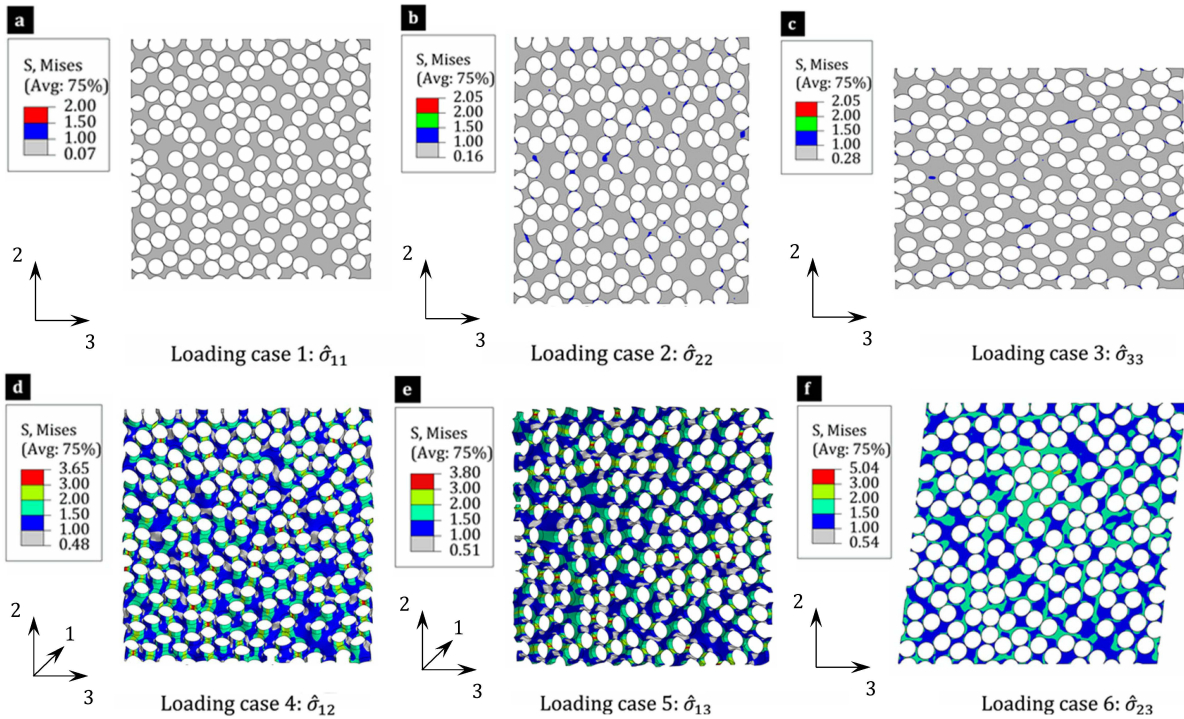 a
S, Mises
(Avg: 75%)
2.00
1.50
1.00
0.07
2
3
Loading case 1: σ̂11
b
S, Mises
(Avg: 75%)
2.05
2.00
1.50
1.00
0.16
2
3
Loading case 2: σ̂22
c
S, Mises
(Avg: 75%)
2.05
2.00
1.50
1.00
0.28
2
3
Loading case 3: σ̂33
d
S, Mises
(Avg: 75%)
3.65
3.00
2.00
1.50
1.00
0.48
2
1
3
Loading case 4: σ̂12
e
S, Mises
(Avg: 75%)
3.80
3.00
2.00
1.50
1.00
0.51
2
1
3
Loading case 5: σ̂13
f
S, Mises
(Avg: 75%)
5.04
3.00
2.00
1.50
1.00
0.54
2
3
Loading case 6: σ̂23